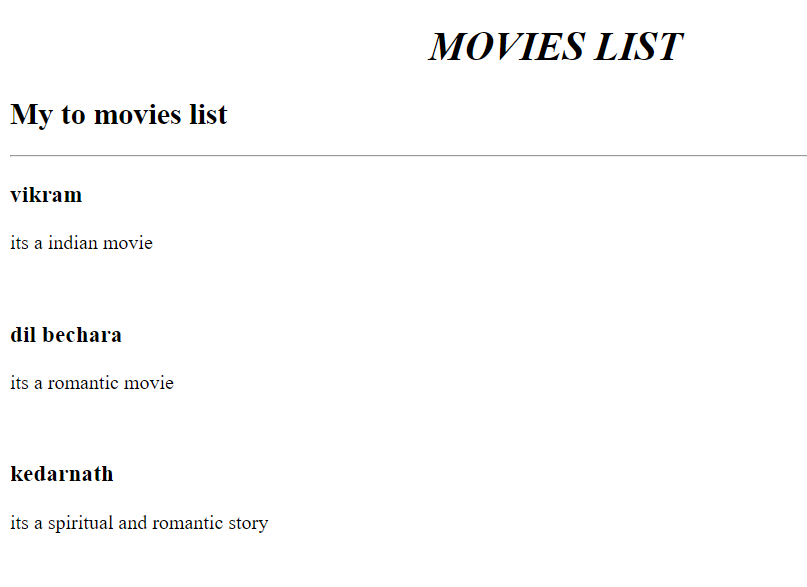 MOVIES LIST
My to movies list
vikram
its a indian movie
dil bechara
its a romantic movie
kedarnath
its a spiritual and romantic story